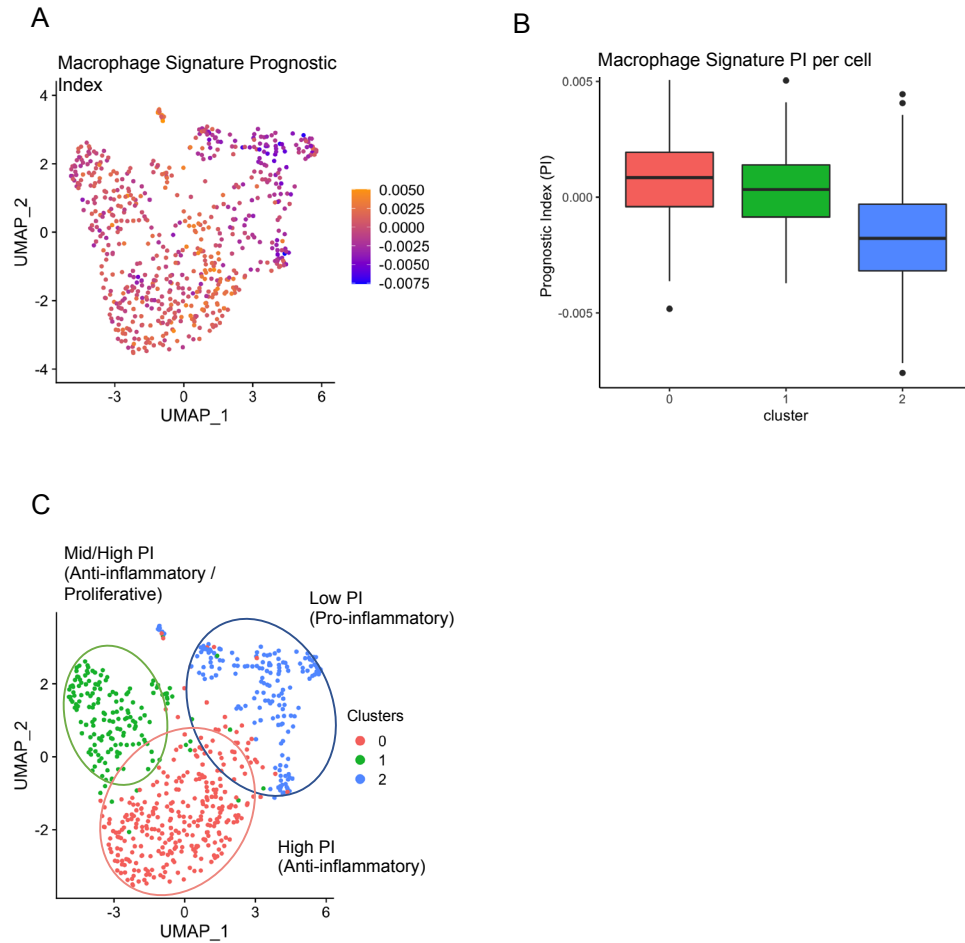 A
Macrophage Signature Prognostic
Index
4
2
0
-2
-4
UMAP_2
-3
0
3
6
UMAP_1
0.0050
0.0025
0.0000
-0.0025
-0.0050
-0.0075
B
Macrophage Signature PI per cell
0.005
0.000
-0.005
Prognostic Index (PI)
0
1
2
cluster
C
Mid/High PI
(Anti-inflammatory /
Proliferative)
Low PI
(Pro-inflammatory)
High PI
(Anti-inflammatory)
2
0
-2
UMAP_2
-3
0
3
6
UMAP_1
Clusters
0
1
2